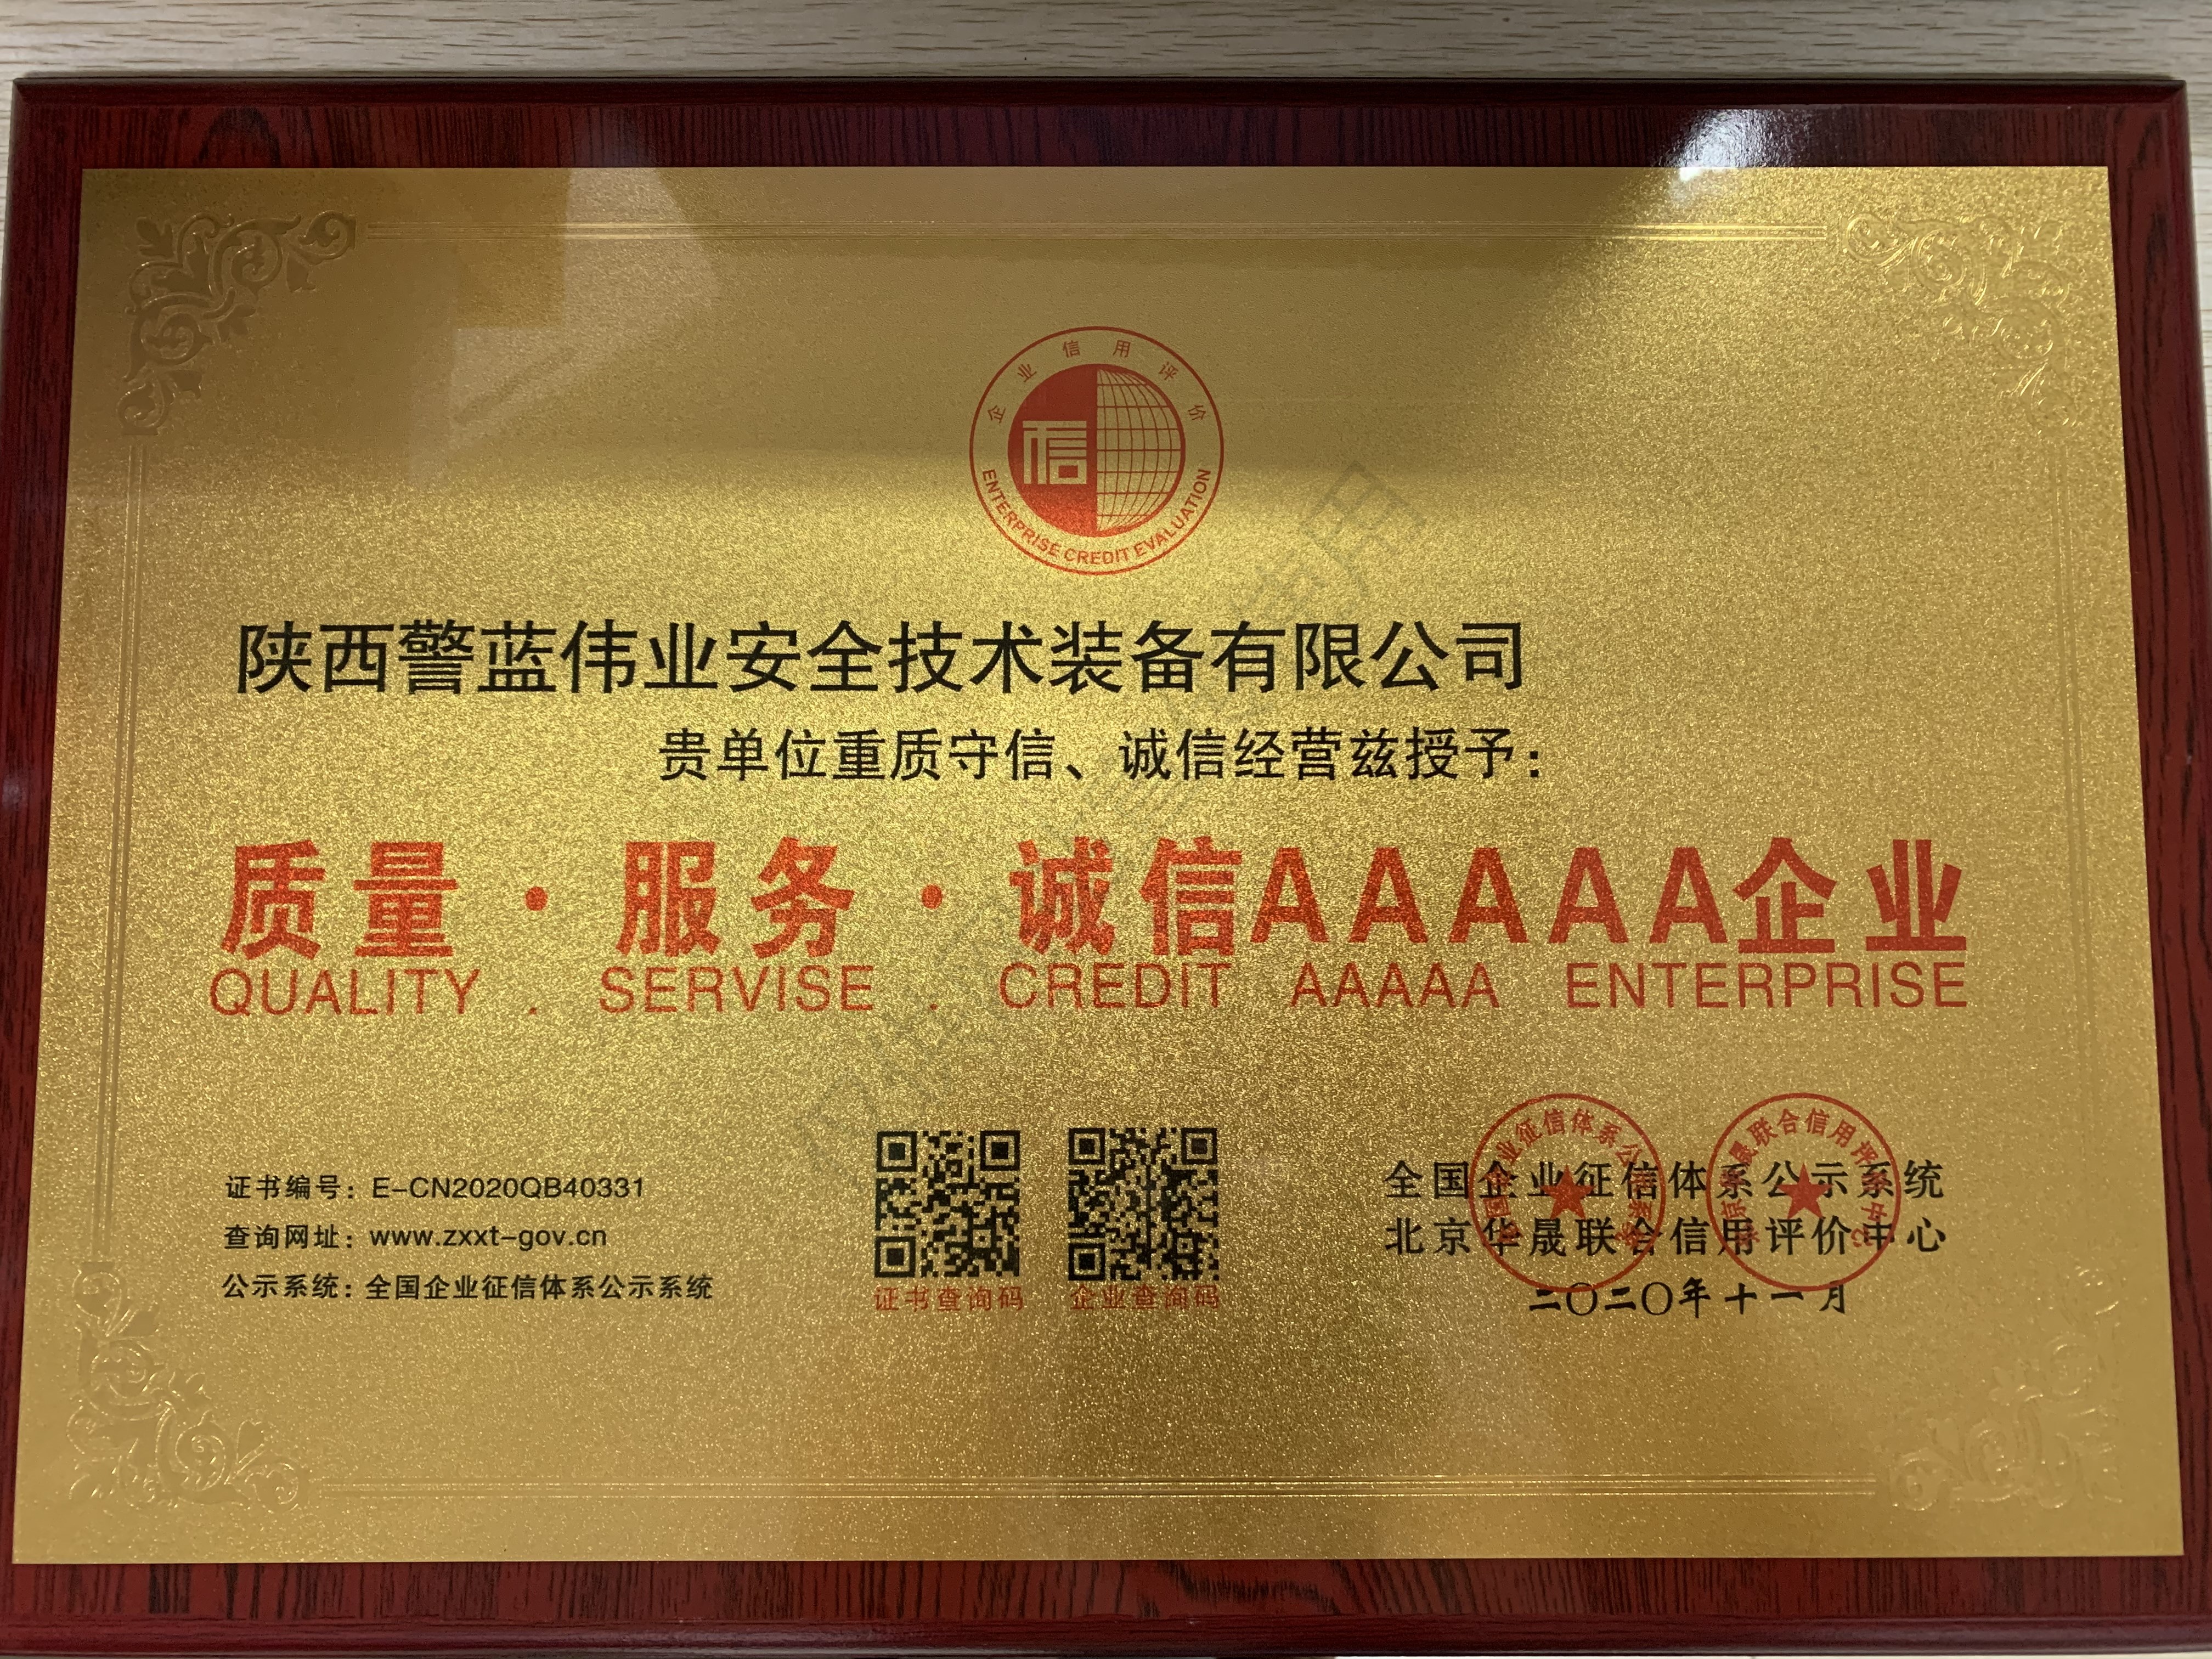 企业信用评价
信
ENTERPRISE CREDIT EVALUATION
陕西警蓝伟业安全技术装备有限公司
贵单位重质守信、诚信经营兹授予：
质量·服务·诚信AAAAA企业
QUALITY . SERVISE . CREDIT AAAAA ENTERPRISE
证书编号：E-CN2020QB40331
查询网址：www.zxxt-gov.cn
公示系统：全国企业征信体系公示系统
证书查询码
企业查询码
全国企业征信体系公示系统
北京华晟联合信用评价中心
二〇二〇年十一月